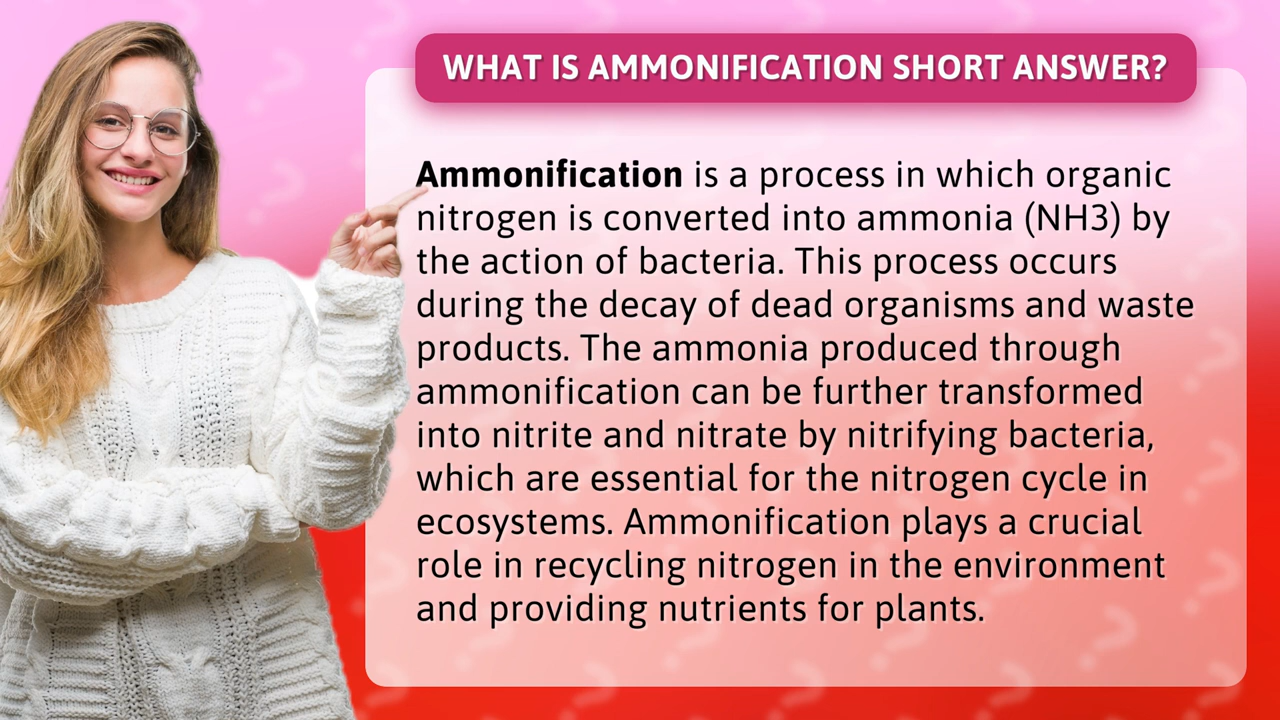 WHAT IS AMMONIFICATION SHORT ANSWER?
Ammonification is a process in which organic
nitrogen is converted into ammonia (NH3) by
the action of bacteria. This process occurs
during the decay of dead organisms and waste
products. The ammonia produced through
ammonification can be further transformed
into nitrite and nitrate by nitrifying bacteria,
which are essential for the nitrogen cycle in
ecosystems. Ammonification plays a crucial
role in recycling nitrogen in the environment
and providing nutrients for plants.